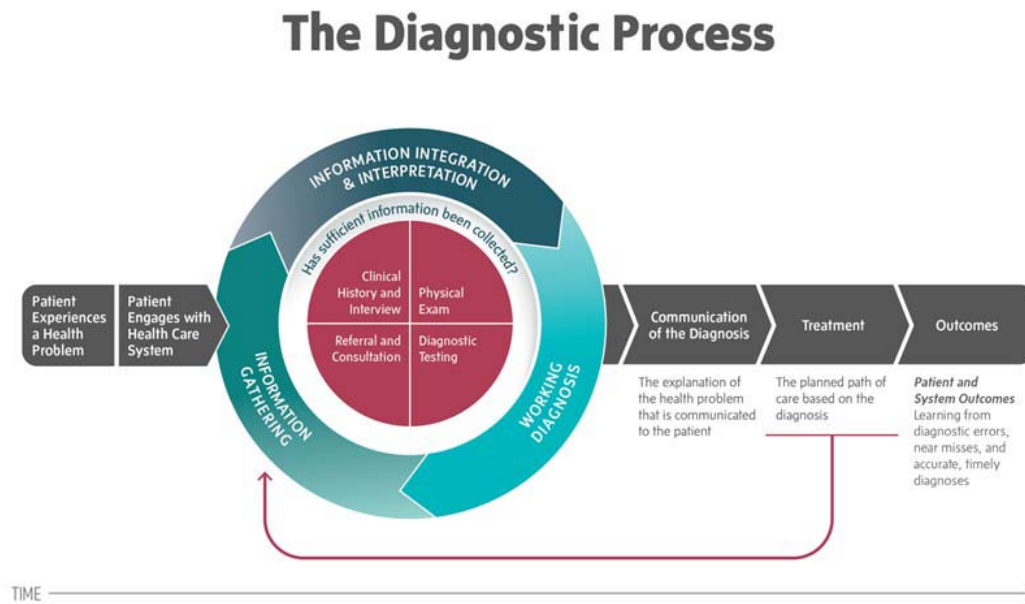 The Diagnostic Process
INFORMATION INTEGRATION
& INTERPRETATION
Has sufficient information been collected?
Clinical
History and
Interview
Physical
Exam
Referral and
Consultation
Diagnostic
Testing
INFORMATION
GATHERING
WORKING
DIAGNOSIS
Patient
Experiences
a Health
Problem
Patient
Engages with
Health Care
System
Communication
of the Diagnosis
Treatment
Outcomes
The explanation of
the health problem
that is communicated
to the patient
The planned path of
care based on the
diagnosis
Patient and
System Outcomes
Learning from
diagnostic errors,
near misses, and
accurate, timely
diagnoses
TIME